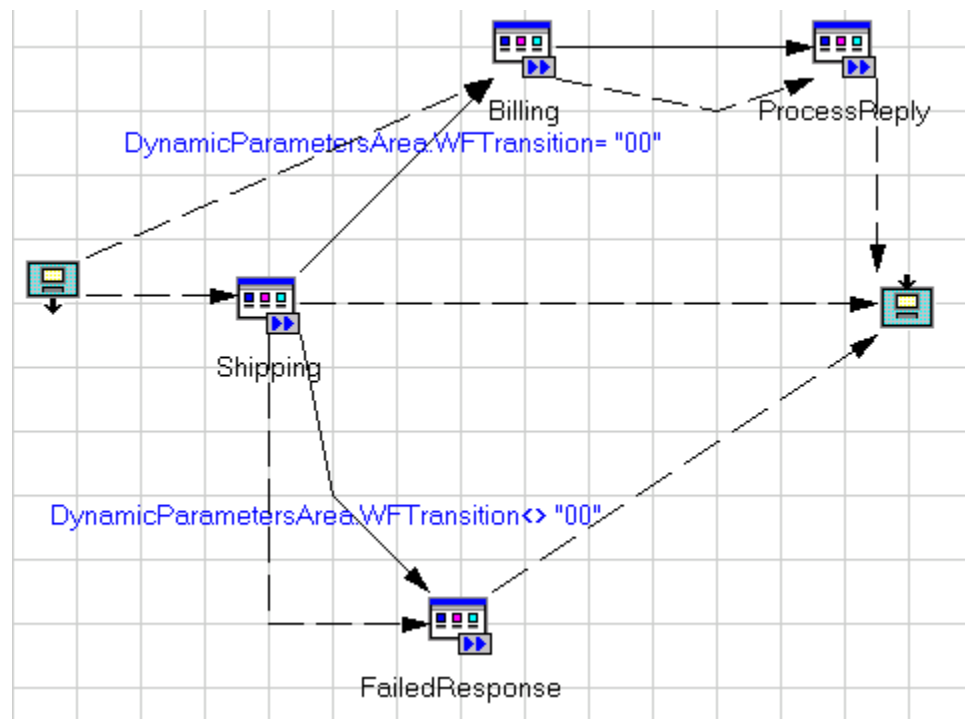 Billing
ProcessReply
DynamicParametersArea.WFTransition= "00"
Shipping
DynamicParametersArea.WFTransition<> "00"
FailedResponse